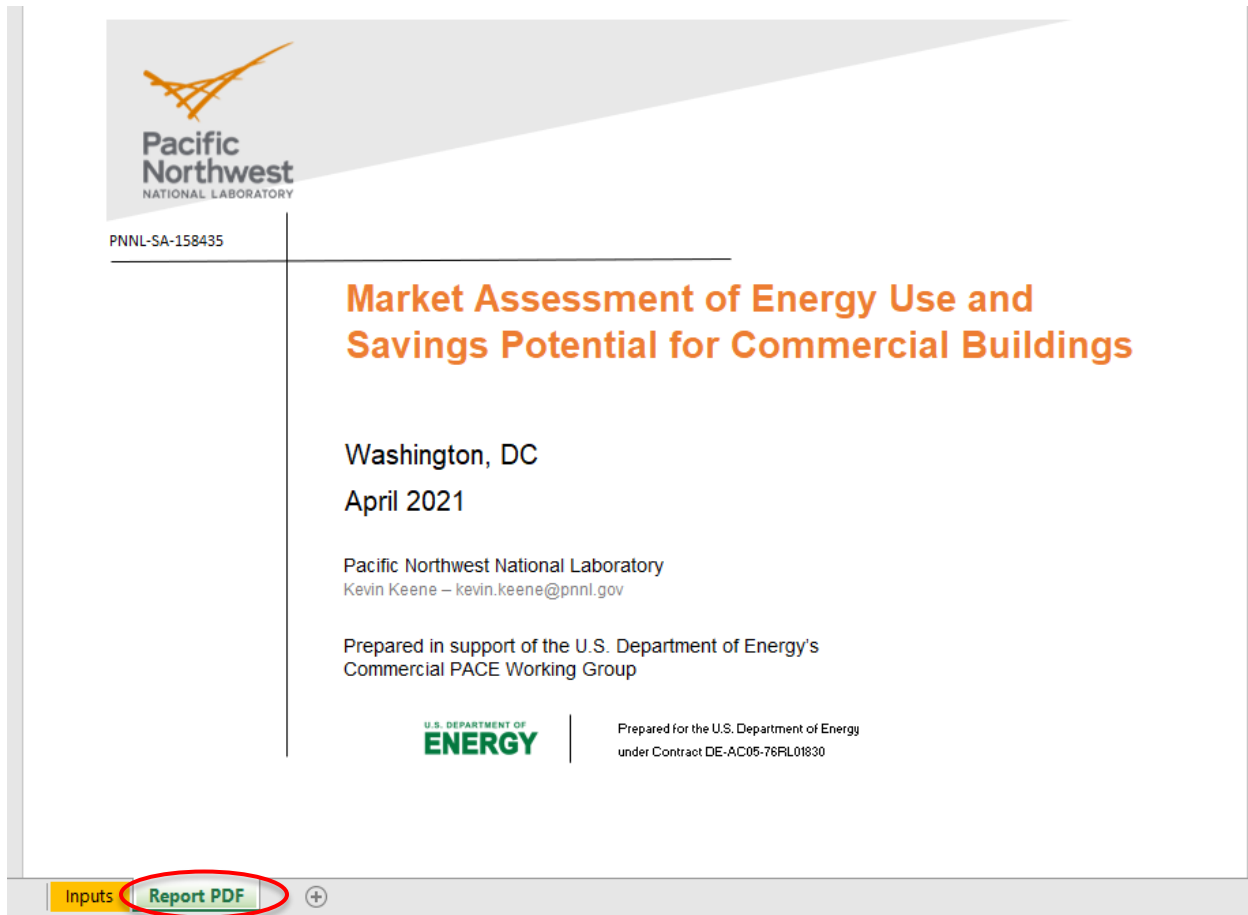 Pacific
Northwest
NATIONAL LABORATORY
PNNL-SA-158435
Market Assessment of Energy Use and
Savings Potential for Commercial Buildings
Washington, DC
April 2021
Pacific Northwest National Laboratory
Kevin Keene – kevin.keene@pnnl.gov
Prepared in support of the U.S. Department of Energy's
Commercial PACE Working Group
U.S. DEPARTMENT OF
ENERGY
Prepared for the U.S. Department of Energy
under Contract DE-AC05-76RL01830
Inputs
Report PDF